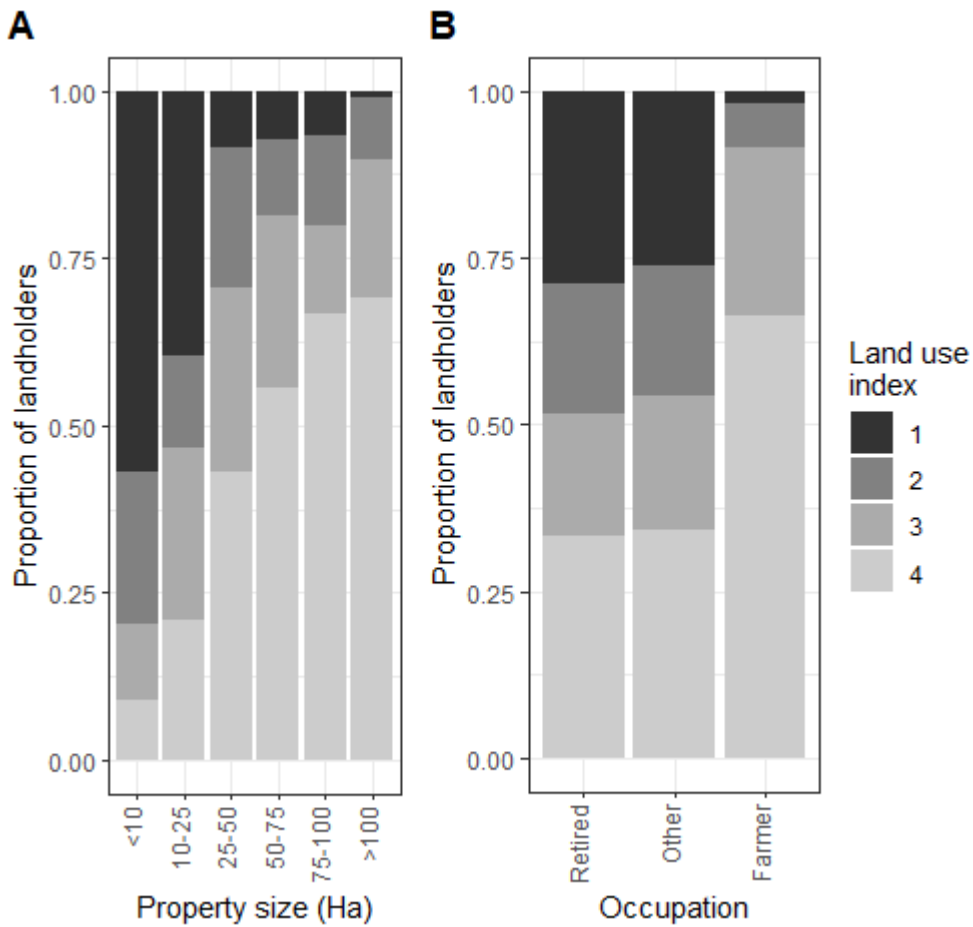 A
Proportion of landholders
1.00
0.75
0.50
0.25
0.00
<10
10-25
25-50
50-75
75-100
>100
Property size (Ha)
B
Proportion of landholders
1.00
0.75
0.50
0.25
0.00
Retired
Other
Farmer
Occupation
Land use
index
1
2
3
4